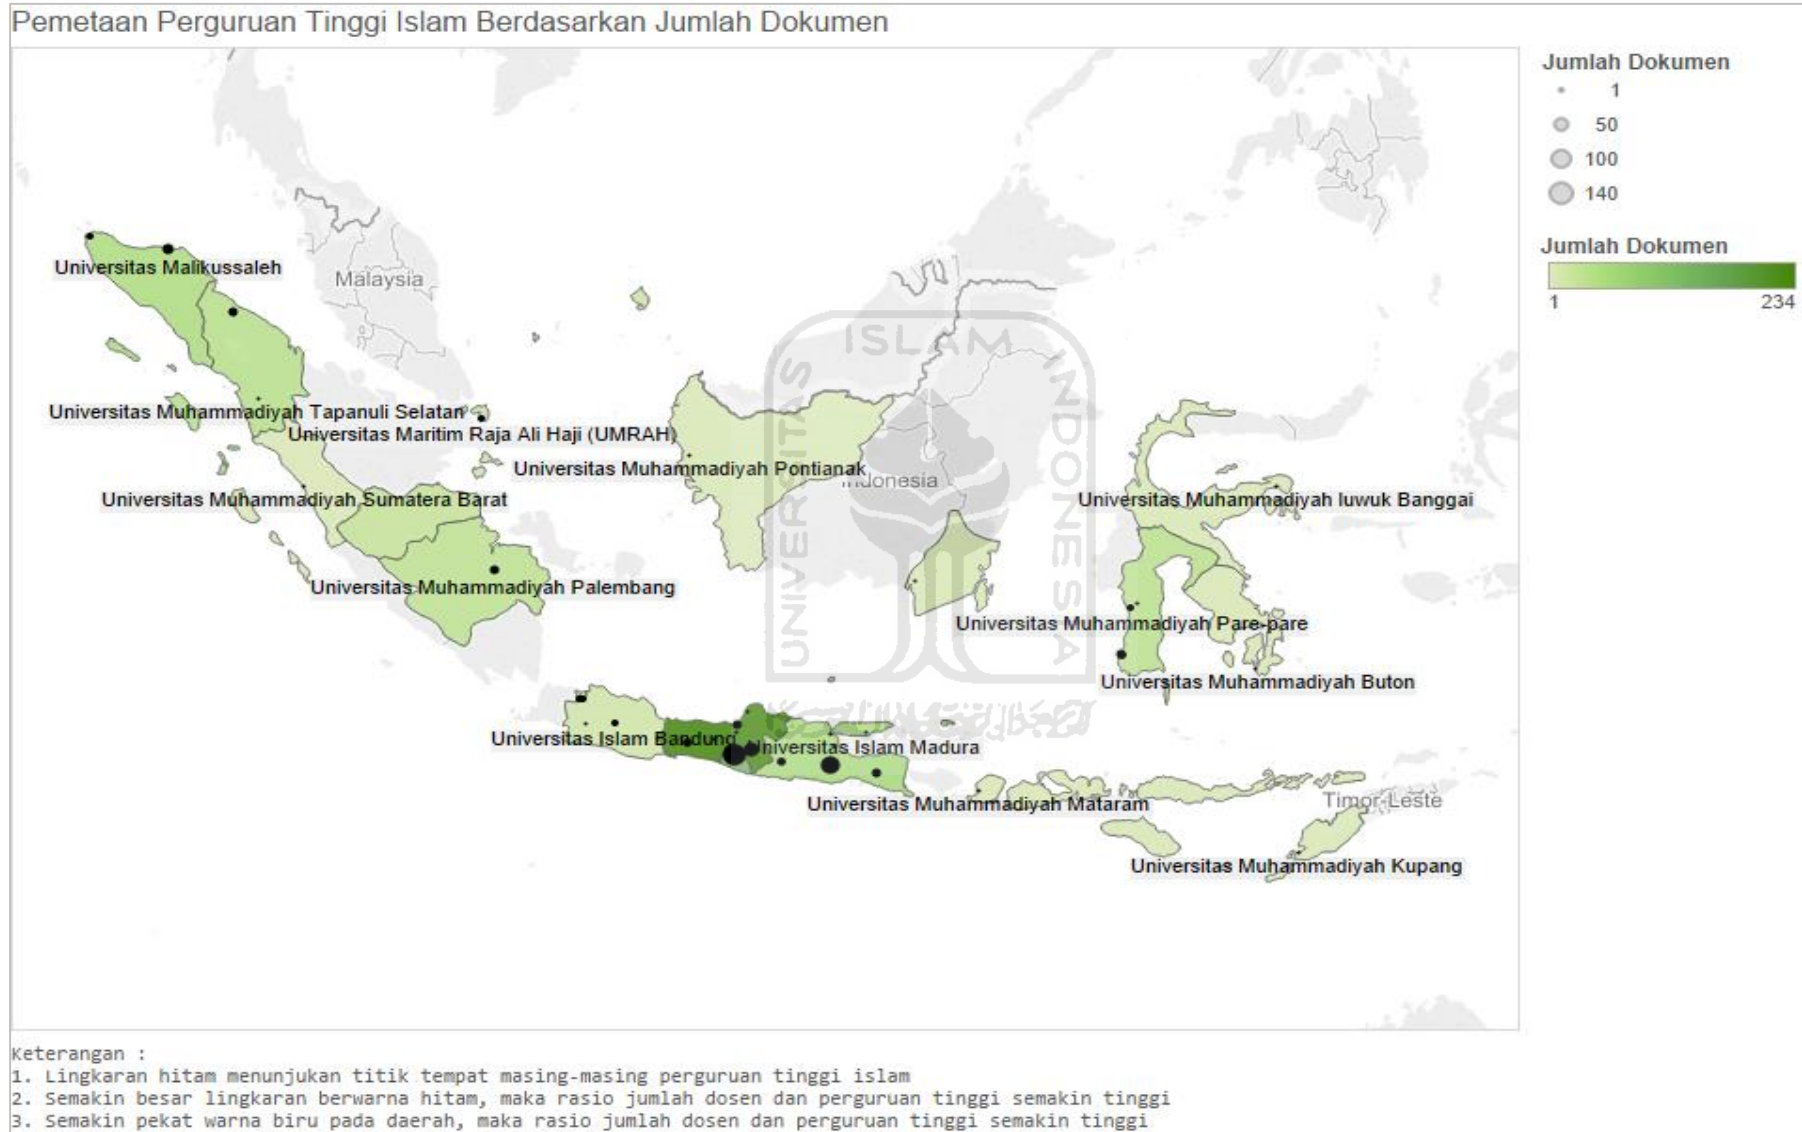 Pemetaan Perguruan Tinggi Islam Berdasarkan Jumlah Dokumen
Jumlah Dokumen
1
50
100
140
Jumlah Dokumen
1
234
Universitas Malikussaleh
Malaysia
Universitas Muhammadiyah Tapanuli Selatan
Universitas Maritim Raja Ali Haji (UMRAH)
Universitas Muhammadiyah Pontianak
Indonesia
Universitas Muhammadiyah Sumatera Barat
Universitas Muhammadiyah luwuk Banggai
Universitas Muhammadiyah Palembang
Universitas Muhammadiyah Pare-pare
Universitas Muhammadiyah Buton
Universitas Islam Bandung
Universitas Islam Madura
Universitas Muhammadiyah Mataram
Timor-Leste
Universitas Muhammadiyah Kupang
UNIVERSITAS
ISLAM
INDONESIA
Keterangan :
1. Lingkaran hitam menunjukan titik tempat masing-masing perguruan tinggi islam
2. Semakin besar lingkaran berwarna hitam, maka rasio jumlah dosen dan perguruan tinggi semakin tinggi
3. Semakin pekat warna biru pada daerah, maka rasio jumlah dosen dan perguruan tinggi semakin tinggi